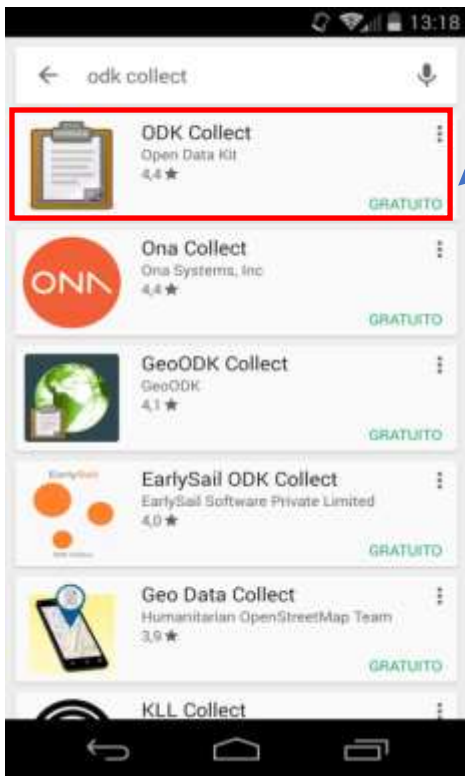 13:18
odk collect
ODK Collect
Open Data Kit
4,4★
GRATUITO
ONA
Ona Collect
Ona Systems, Inc
4,4★
GRATUITO
GeoODK Collect
GeoODK
4,1★
GRATUITO
EarlySail
EarlySail ODK Collect
EarlySail Software Private Limited
4,0★
GRATUITO
Geo Data Collect
Humanitarian OpenStreetMap Team
3,9★
GRATUITO
KLL Collect